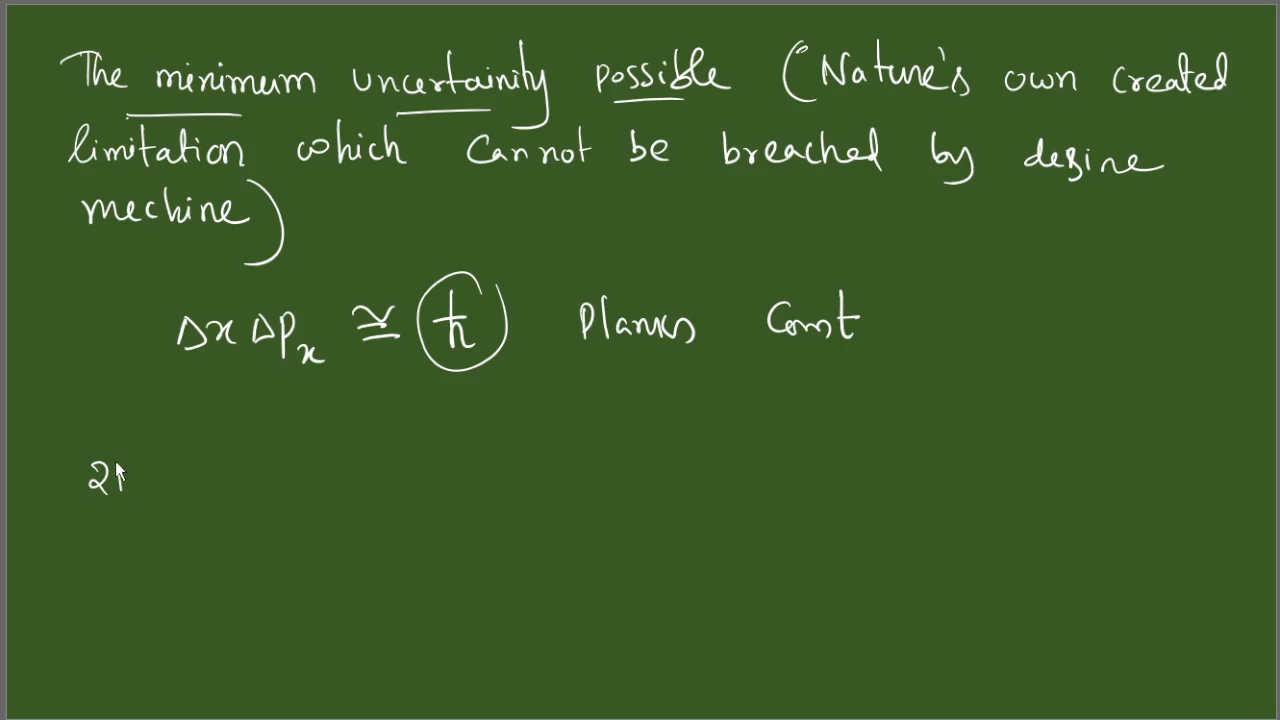 The minimum uncertainity possible (Nature's own created
limitation which cannot be breached by desine
mechine)
Δx Δpₓ ≅ ħ Planks Const
21